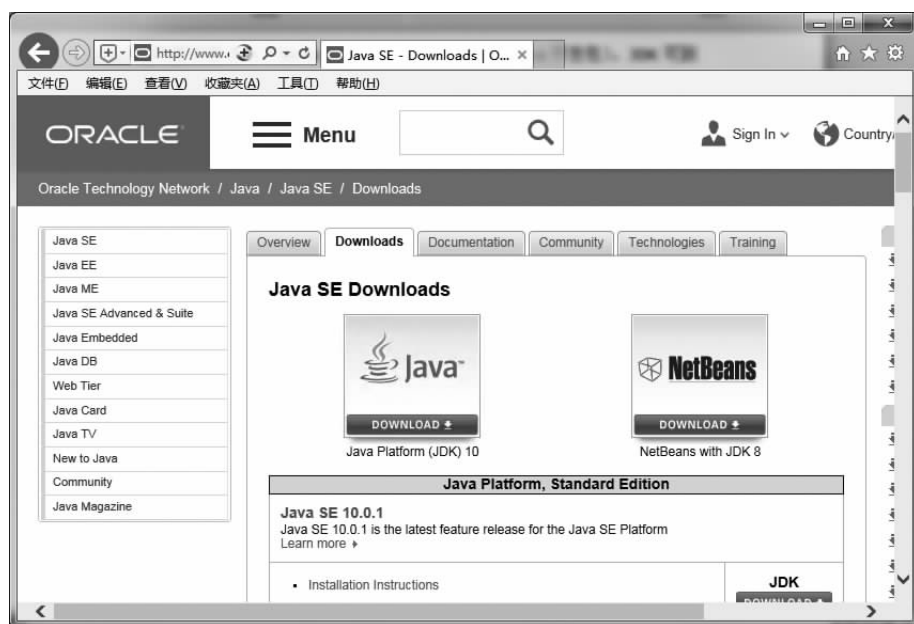 http://www.
Java SE - Downloads | O... ×
文件(F) 编辑(E) 查看(V) 收藏夹(A) 工具(T) 帮助(H)
ORACLE
Menu
Sign In
Country
Oracle Technology Network / Java / Java SE / Downloads
Java SE
Java EE
Java ME
Java SE Advanced & Suite
Java Embedded
Java DB
Web Tier
Java Card
Java TV
New to Java
Community
Java Magazine
Overview Downloads Documentation Community Technologies Training
Java SE Downloads
Java™
DOWNLOAD
Java Platform (JDK) 10
NetBeans
DOWNLOAD
NetBeans with JDK 8
Java Platform, Standard Edition
Java SE 10.0.1
Java SE 10.0.1 is the latest feature release for the Java SE Platform
Learn more
• Installation Instructions
JDK
DOWNLOAD